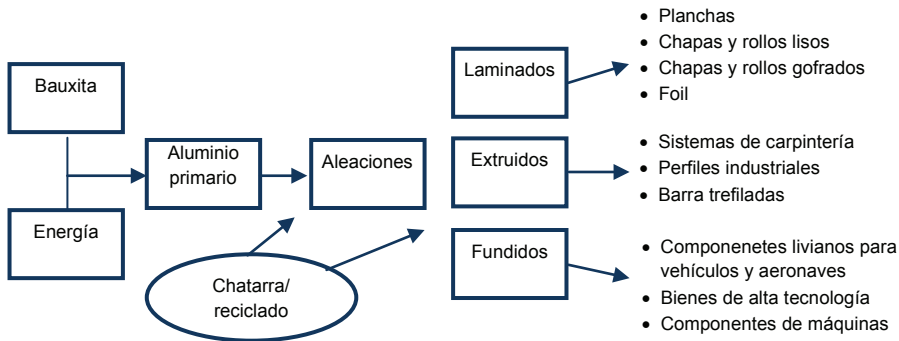 Bauxita
Energía
Aluminio
primario
Aleaciones
Chatarra/
reciclado
Laminados
• Planchas
• Chapas y rollos lisos
• Chapas y rollos gofrados
• Foil
Extruidos
• Sistemas de carpintería
• Perfiles industriales
• Barra trefiladas
Fundidos
• Componenetes livianos para
vehículos y aeronaves
• Bienes de alta tecnología
• Componentes de máquinas